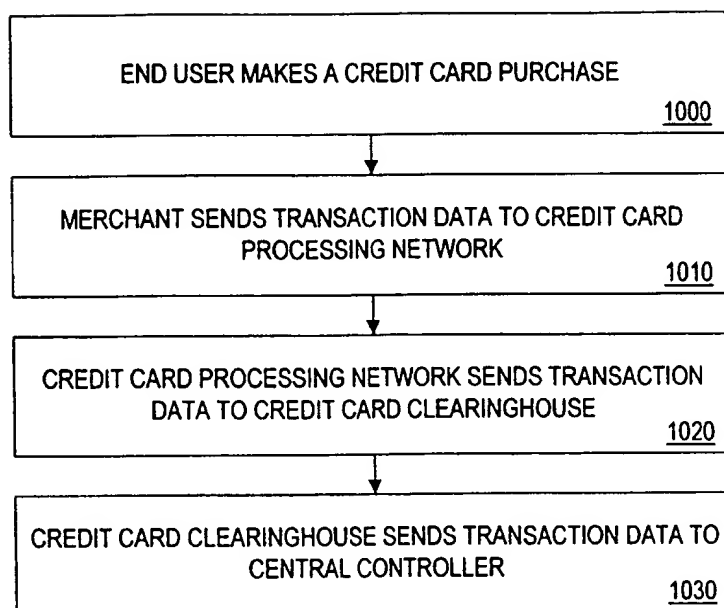 END USER MAKES A CREDIT CARD PURCHASE
1000
MERCHANT SENDS TRANSACTION DATA TO CREDIT CARD
PROCESSING NETWORK
1010
CREDIT CARD PROCESSING NETWORK SENDS TRANSACTION
DATA TO CREDIT CARD CLEARINGHOUSE
1020
CREDIT CARD CLEARINGHOUSE SENDS TRANSACTION DATA TO
CENTRAL CONTROLLER
1030